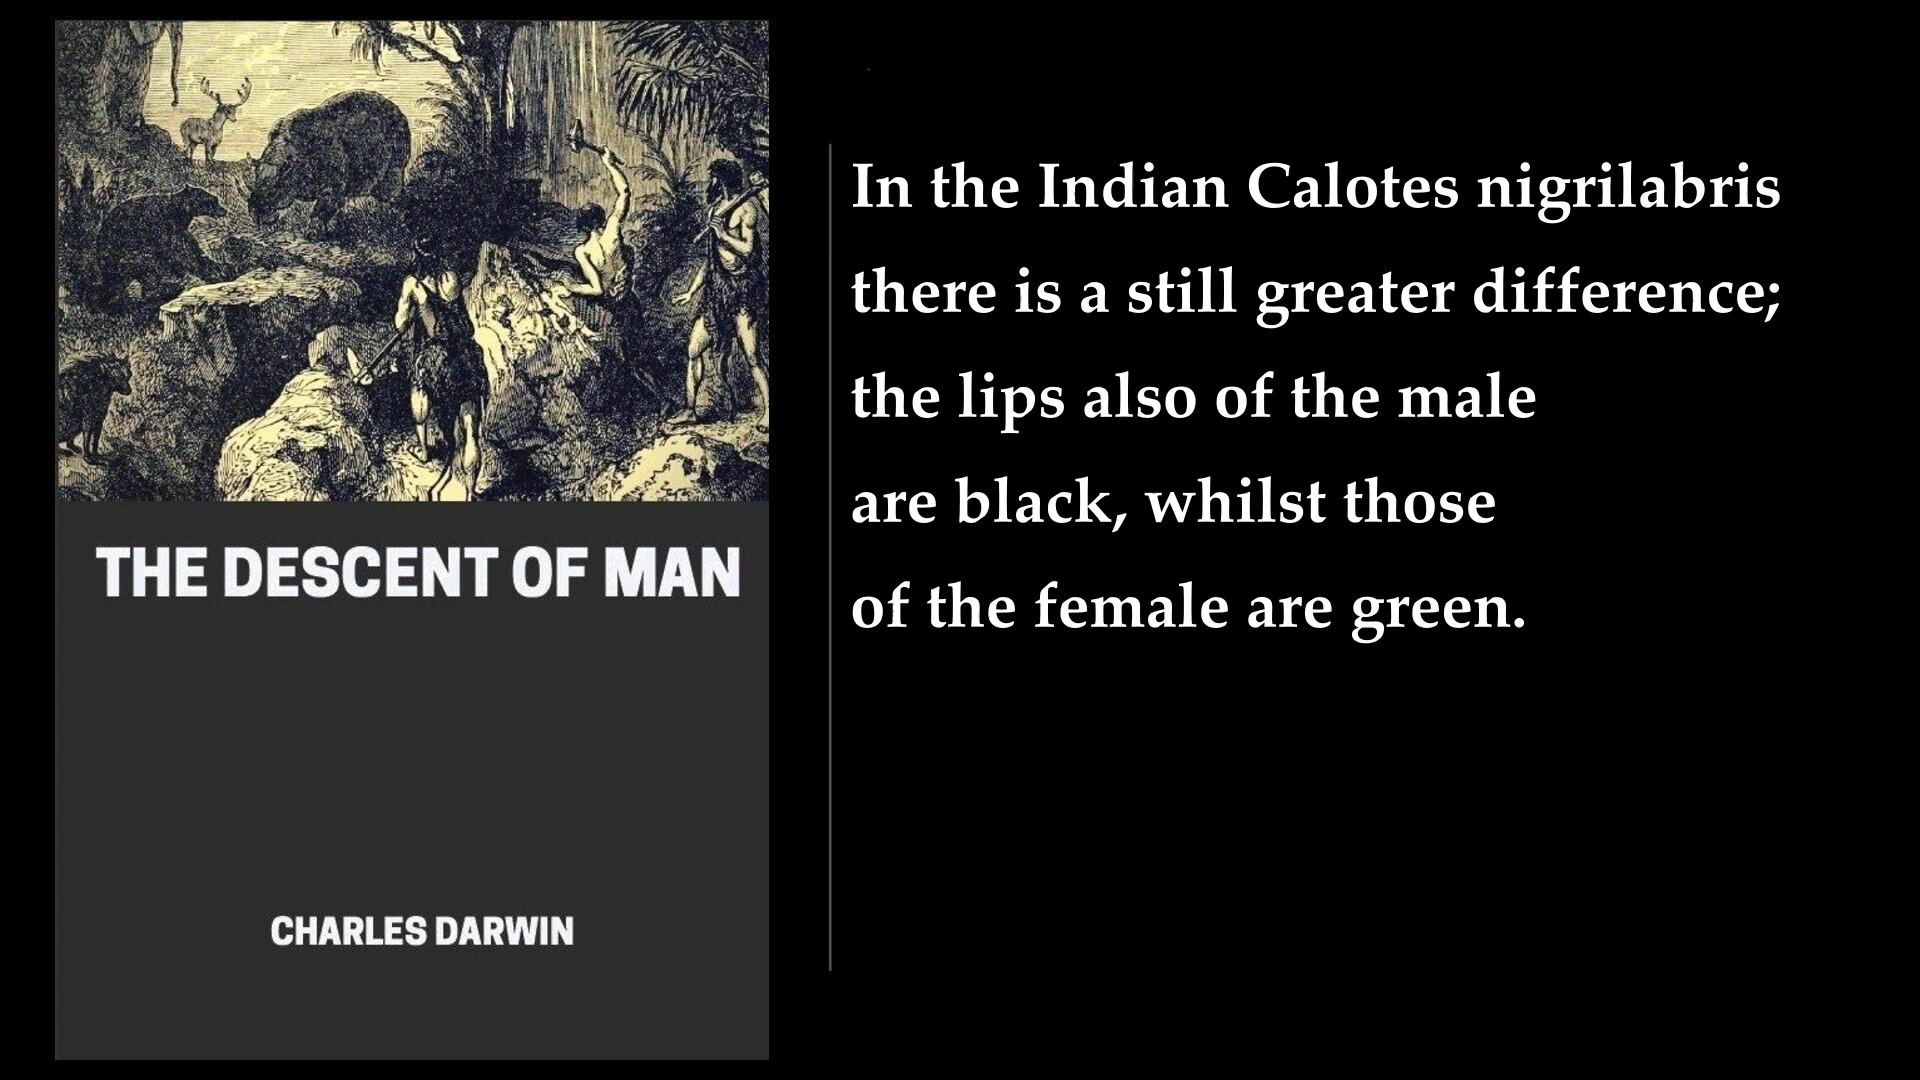 THE DESCENT OF MAN
CHARLES DARWIN
In the Indian Calotes nigrilabris
there is a still greater difference;
the lips also of the male
are black, whilst those
of the female are green.